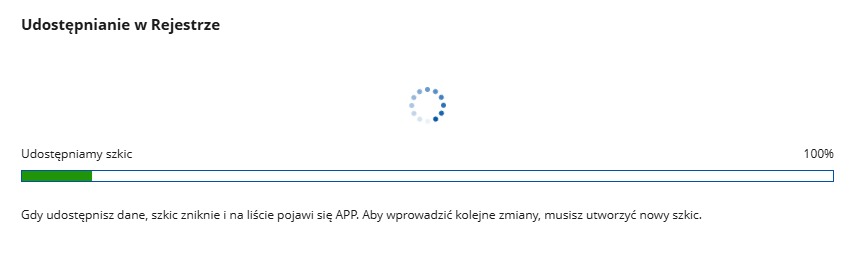 Udostępnianie w Rejestrze
Udostępniamy szkic 100%
Gdy udostępnisz dane, szkic zniknie i na liście pojawi się APP. Aby wprowadzić kolejne zmiany, musisz utworzyć nowy szkic.